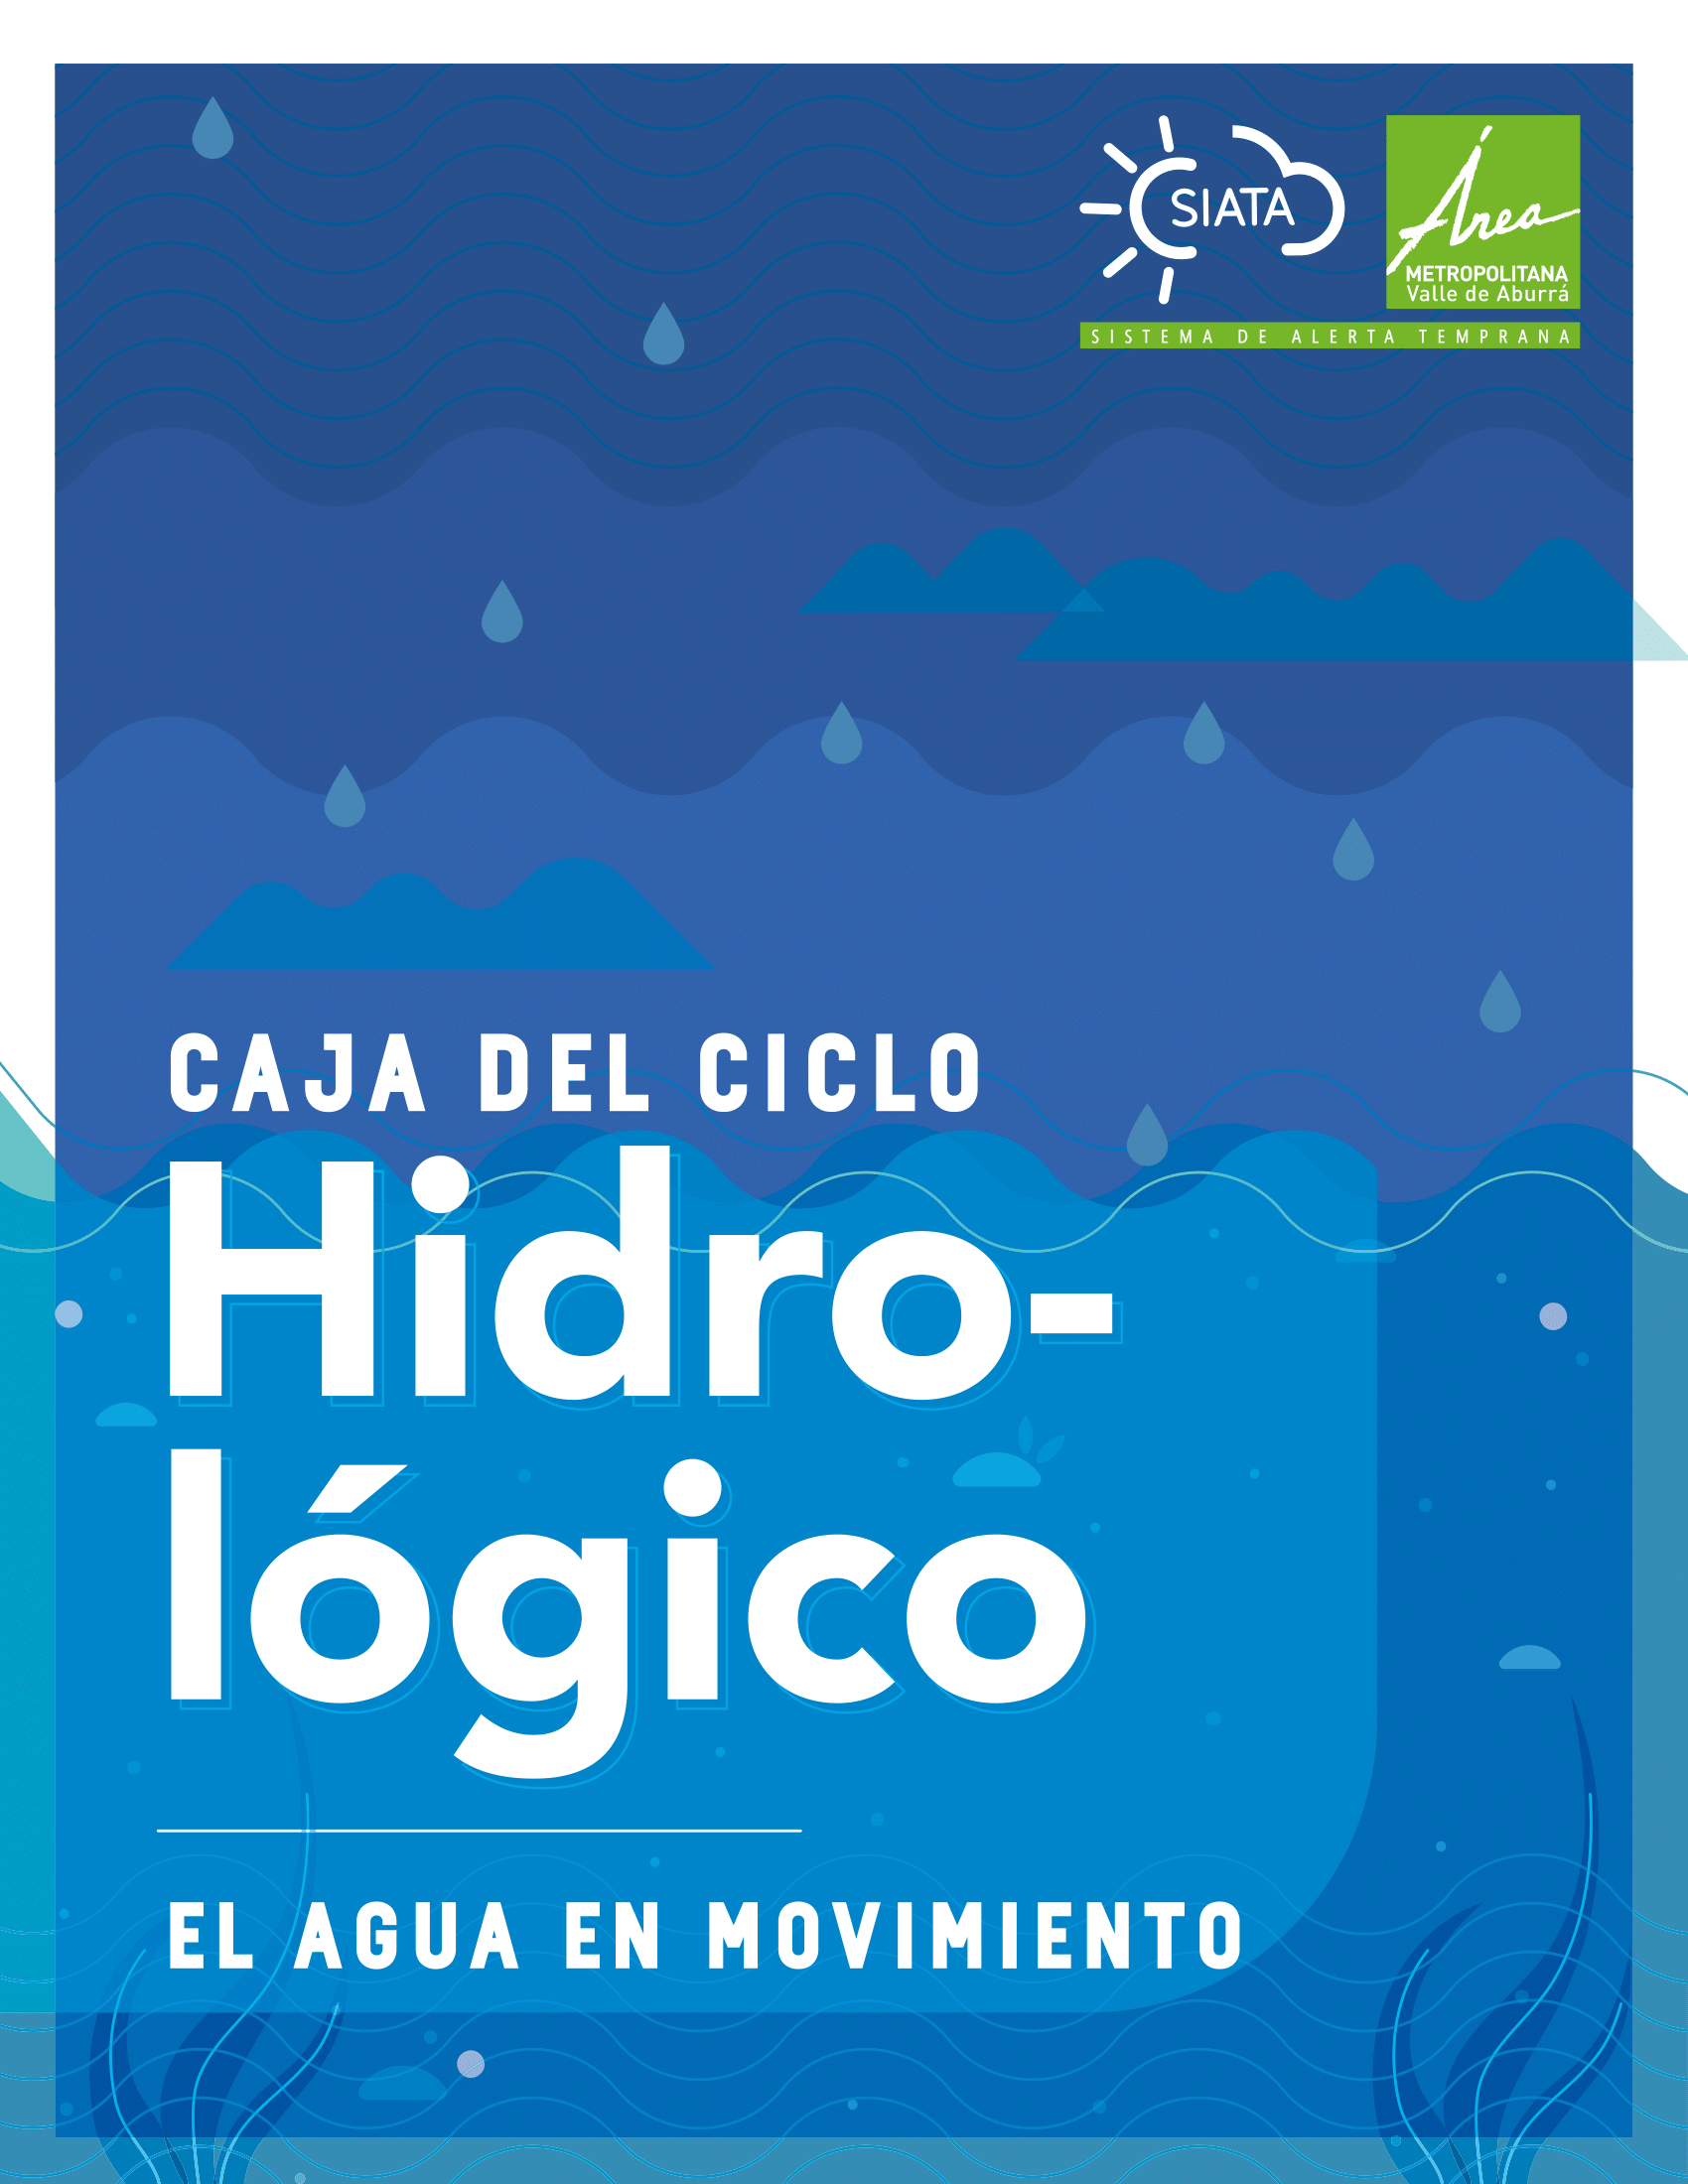 SIATA
Área
METROPOLITANA
Valle de Aburrá
SISTEMA DE ALERTA TEMPRANA
CAJA DEL CICLO
Hidro-
lógico
EL AGUA EN MOVIMIENTO